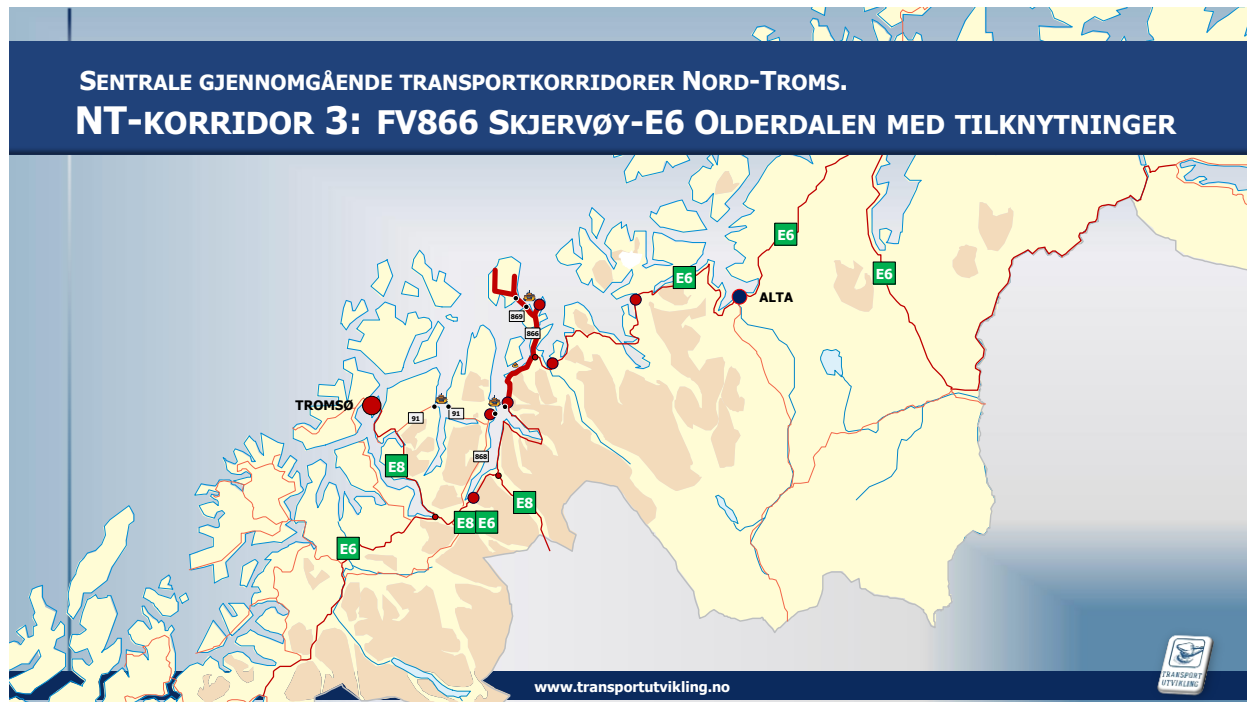 SENTRALE GJENNOMGÅENDE TRANSPORTKORRIDORER NORD-TROMS.
NT-KORRIDOR 3: FV866 SKJERVØY-E6 OLDERDALEN MED TILKNYTNINGER
E6
E6
E6
ALTA
869
866
TROMSØ
91
91
868
E8
E8
E8 E6
E6
www.transportutvikling.no
TRANSPORT
UTVIKLING